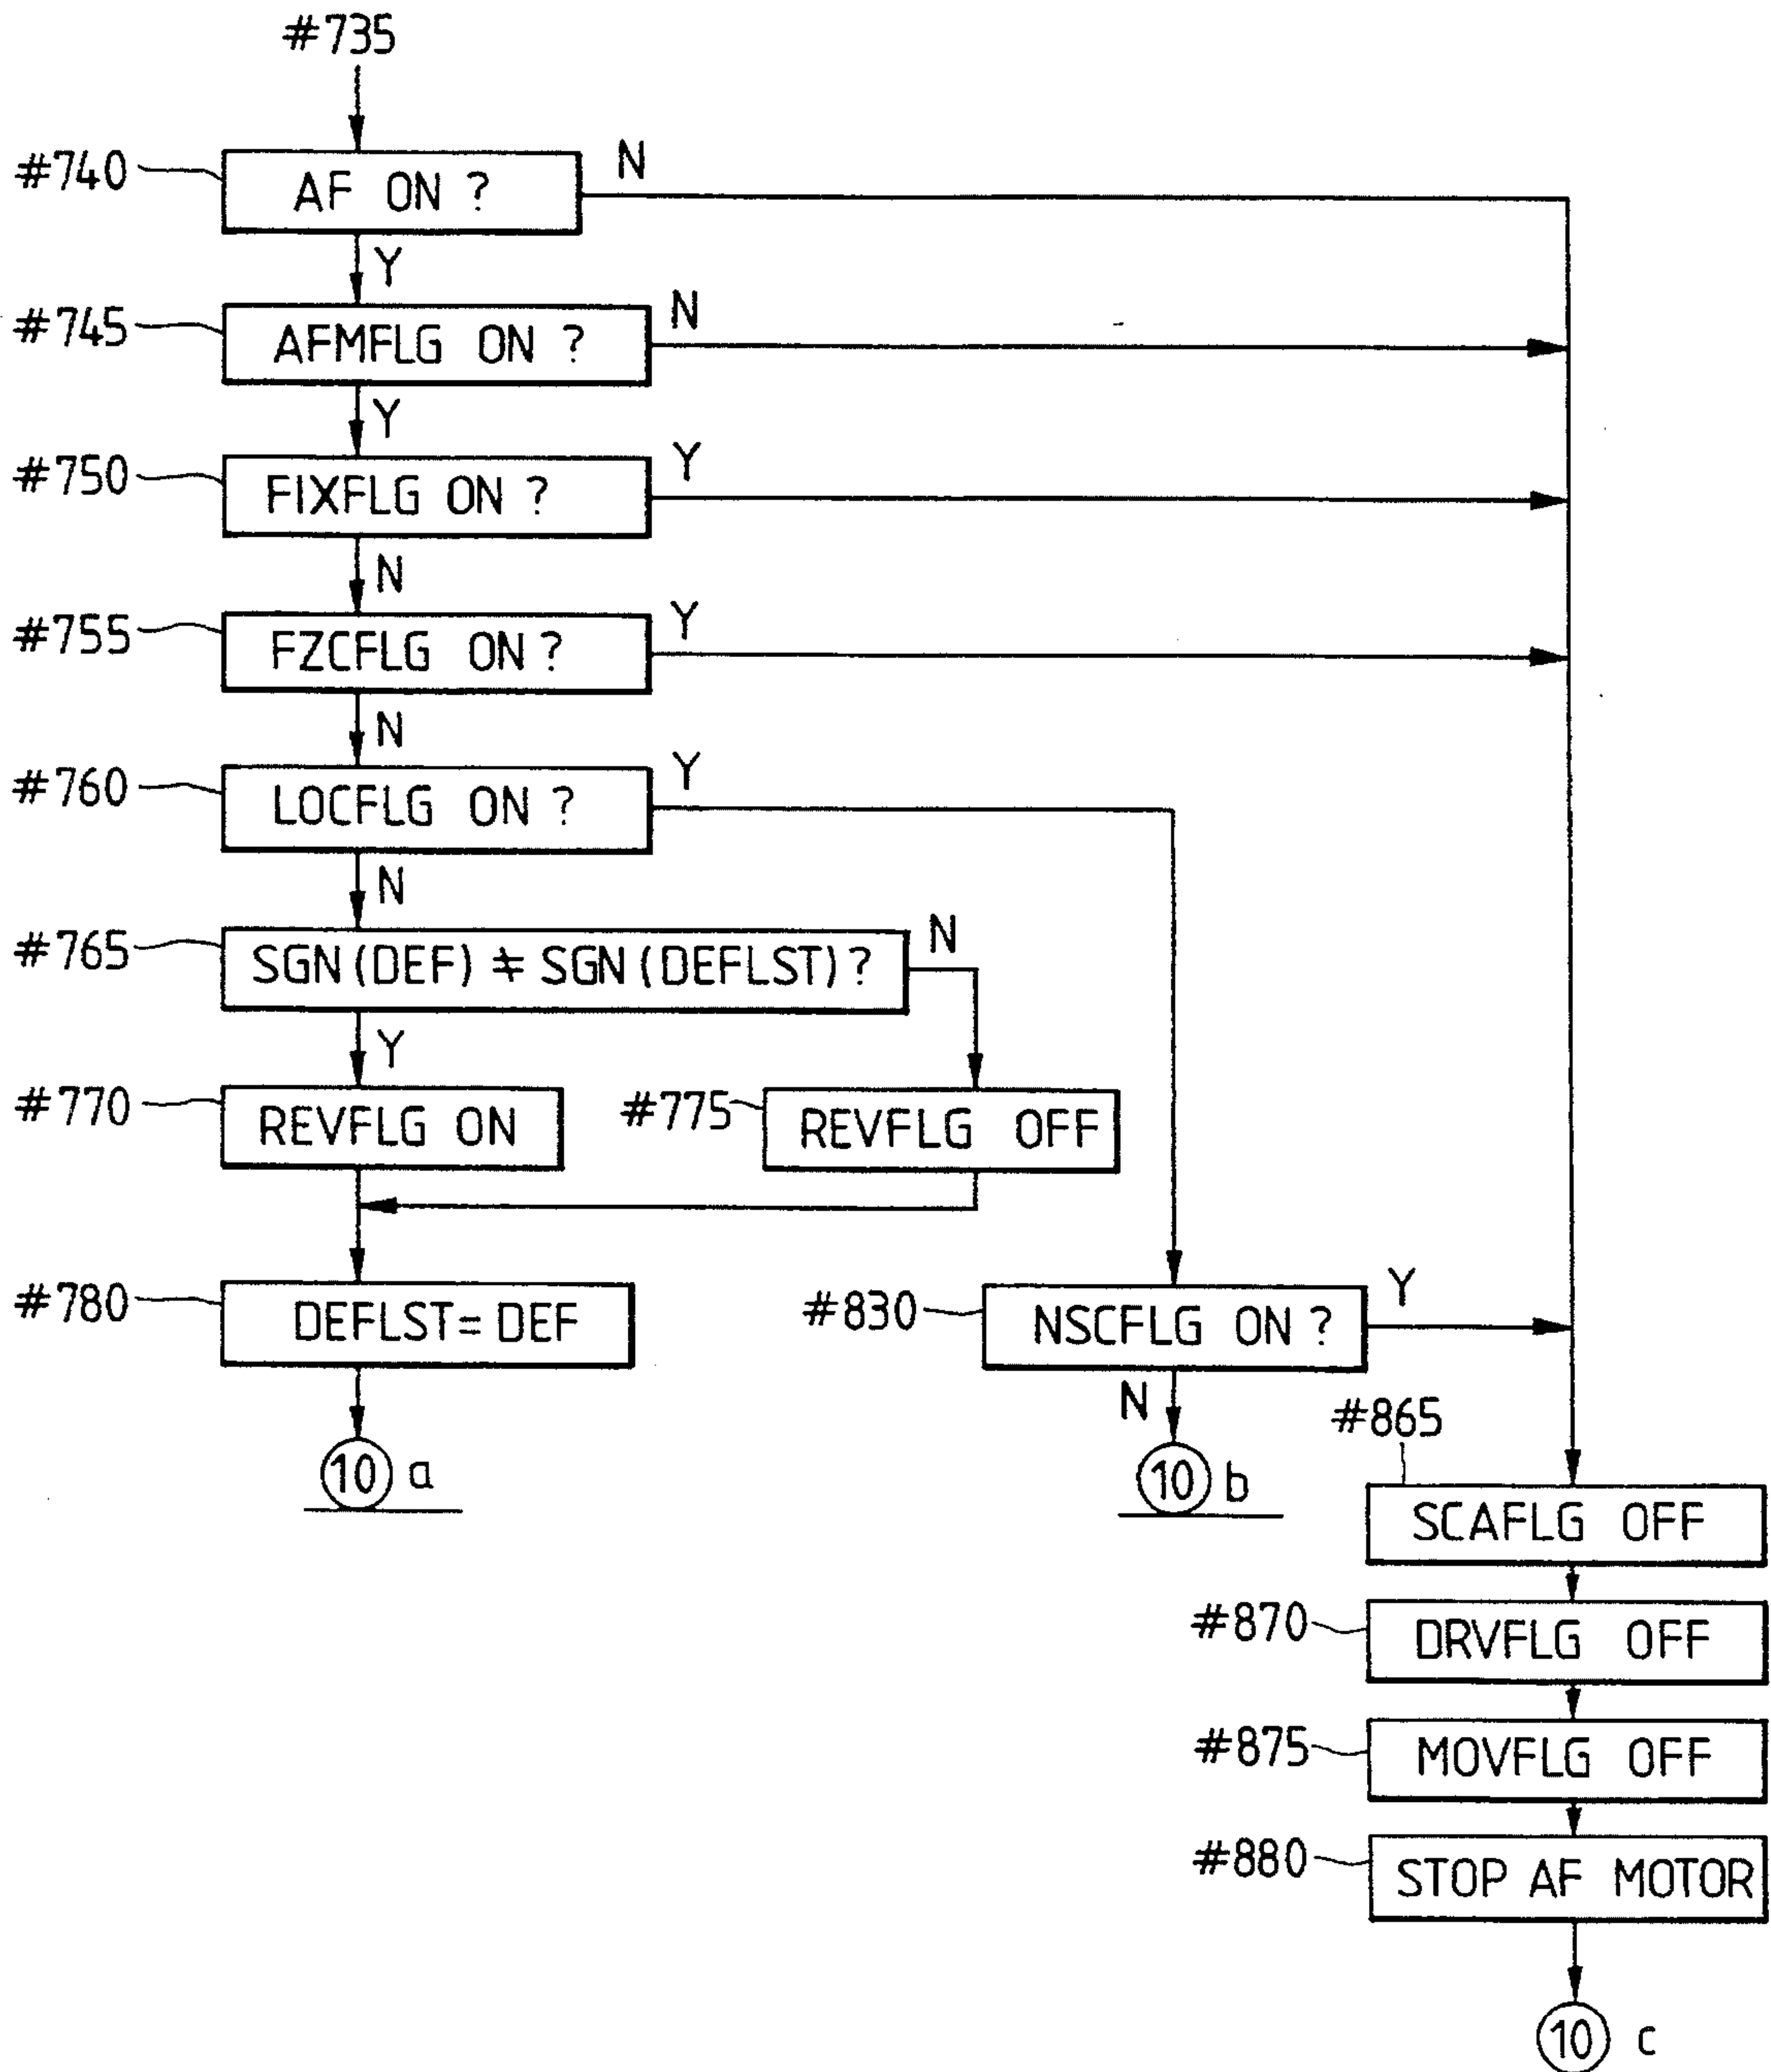 #735
#740
AF ON ?
N
Y
#745
AFMFLG ON ?
N
Y
#750
FIXFLG ON ?
Y
N
#755
FZCFLG ON ?
Y
N
#760
LOCFLG ON ?
Y
N
#765
SGN(DEF) ≠ SGN(DEFLST)?
N
Y
#770
REVFLG ON
#775
REVFLG OFF
#780
DEFLST = DEF
10 a
#830
NSCFLG ON ?
Y
N
10 b
#865
SCAFLG OFF
#870
DRVFLG OFF
#875
MOVFLG OFF
#880
STOP AF MOTOR
10 c